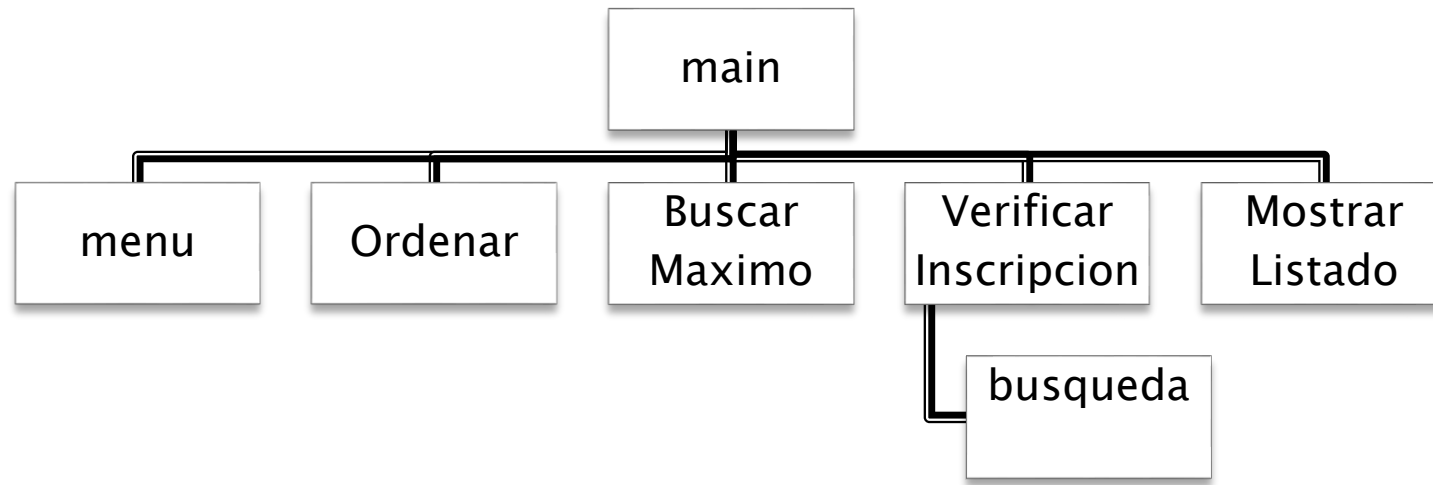 main
menu
Ordenar
Buscar
Maximo
Verificar
Inscripcion
Mostrar
Listado
busqueda